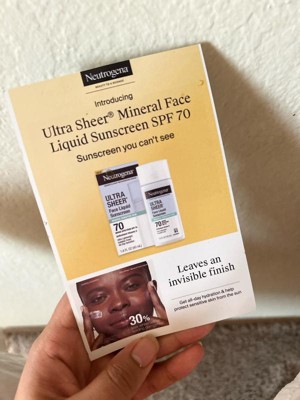 Neutrogena
Introducing
Ultra Sheer® Mineral Face
Liquid Sunscreen SPF 70
Sunscreen you can't see
Neutrogena
ULTRA
SHEER
Face Liquid
Sunscreen
70
Neutrogena
ULTRA
SHEER
70
Leaves an
invisible finish
Get all-day hydration & help
protect sensitive skin from the sun
30%